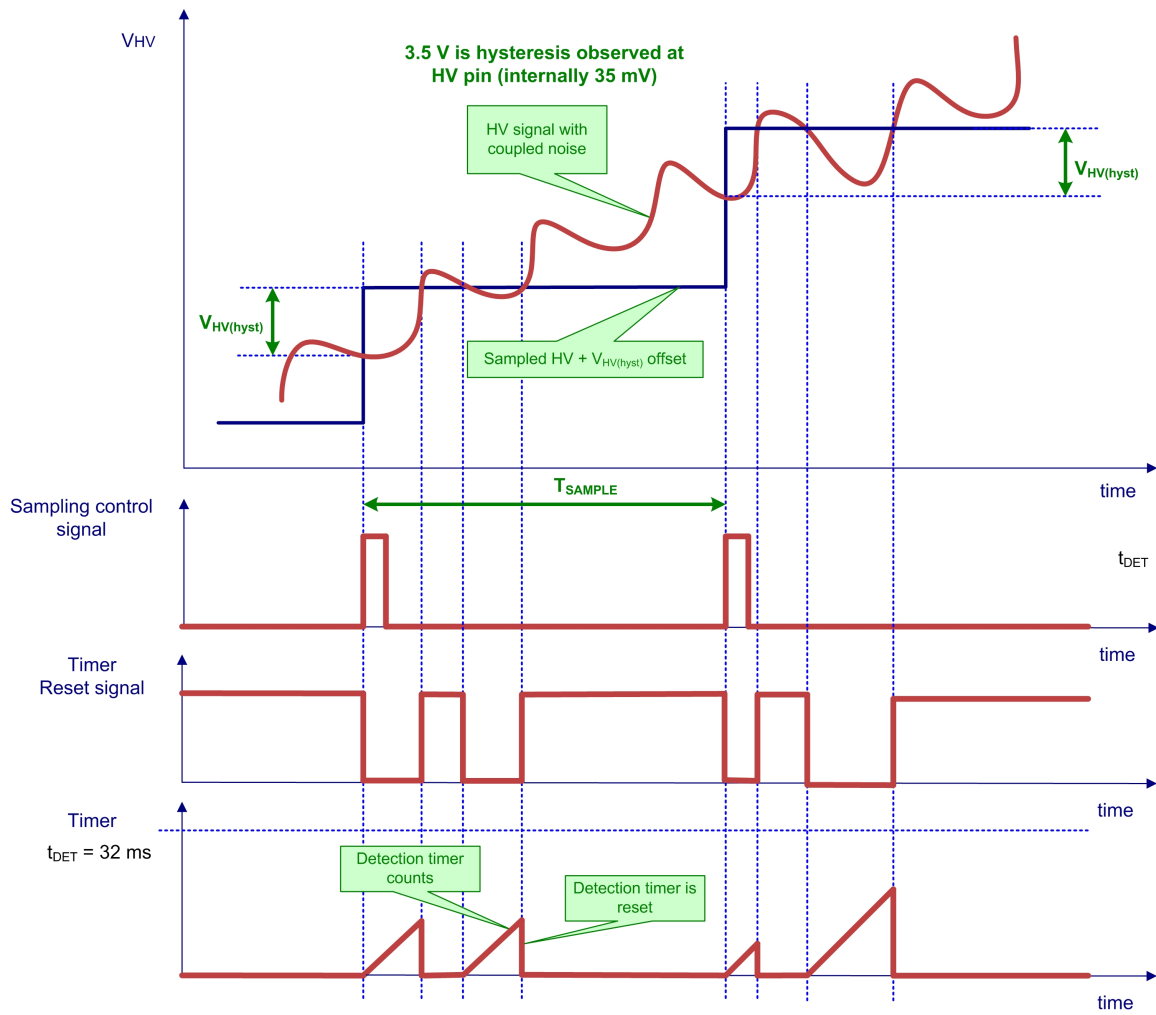 VHV
3.5 V is hysteresis observed at
HV pin (internally 35 mV)
HV signal with
coupled noise
VHV(hyst)
VHV(hyst)
Sampled HV + VHV(hyst) offset
time
Sampling control
signal
TSAMPLE
tDET
time
Timer
Reset signal
time
Timer
tDET = 32 ms
Detection timer
counts
Detection timer is
reset
time